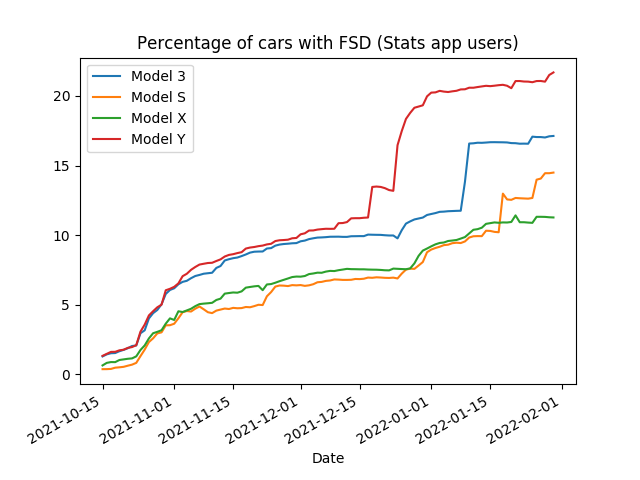 Percentage of cars with FSD (Stats app users)
Model 3
Model S
Model X
Model Y
20
15
10
5
0
2021-10-15
2021-11-01
2021-11-15
2021-12-01
2021-12-15
2022-01-01
2022-01-15
2022-02-01
Date